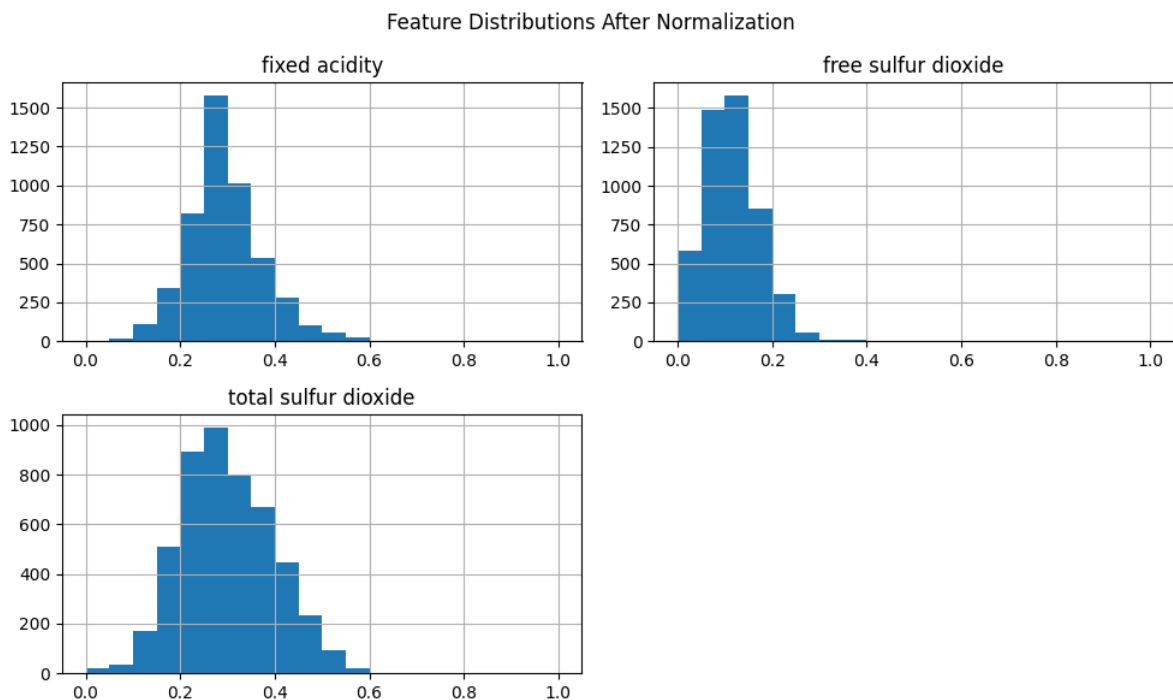 Feature Distributions After Normalization
fixed acidity
1500
1250
1000
750
500
250
0
0.0 0.2 0.4 0.6 0.8 1.0
free sulfur dioxide
1500
1250
1000
750
500
250
0
0.0 0.2 0.4 0.6 0.8 1.0
total sulfur dioxide
1000
800
600
400
200
0
0.0 0.2 0.4 0.6 0.8 1.0